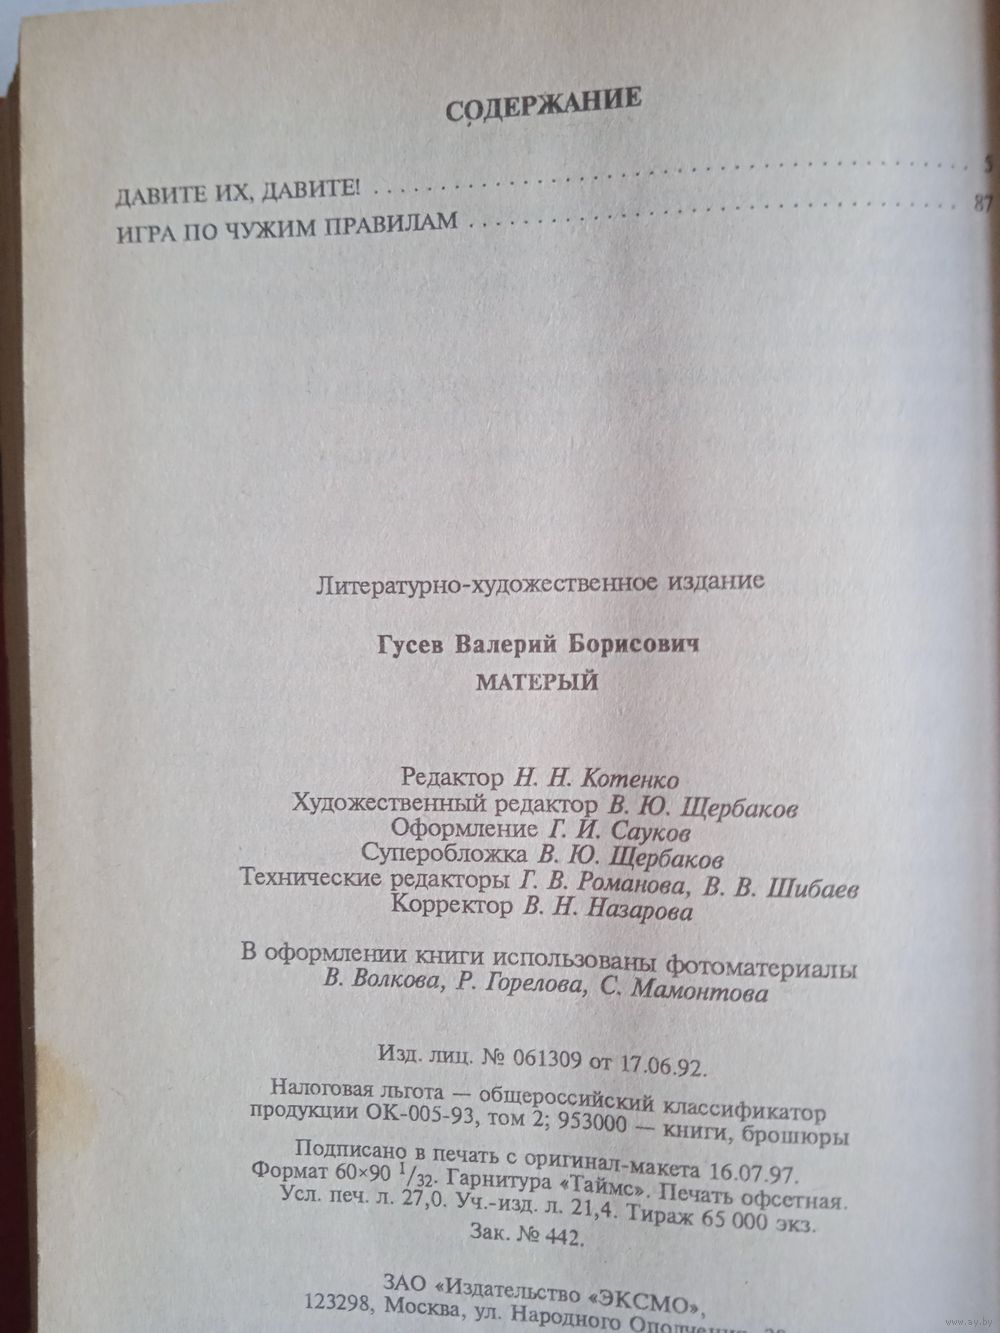 СОДЕРЖАНИЕ
ДАВИТЕ ИХ, ДАВИТЕ! . . . . . . . . . . . . . . . . . . . . . . . . . . . . . . . . . . 5
ИГРА ПО ЧУЖИМ ПРАВИЛАМ . . . . . . . . . . . . . . . . . . . . . . . . . . . . 87
Литературно-художественное издание
Гусев Валерий Борисович
МАТЕРЫЙ
Редактор Н. Н. Котенко
Художественный редактор В. Ю. Щербаков
Оформление Г. И. Сауков
Суперобложка В. Ю. Щербаков
Технические редакторы Г. В. Романова, В. В. Шибаев
Корректор В. Н. Назарова
В оформлении книги использованы фотоматериалы
В. Волкова, Р. Горелова, С. Мамонтова
Изд. лиц. № 061309 от 17.06.92.
Налоговая льгота — общероссийский классификатор
продукции ОК-005-93, том 2; 953000 — книги, брошюры
Подписано в печать с оригинал-макета 16.07.97.
Формат 60×90 1/32. Гарнитура «Таймс». Печать офсетная.
Усл. печ. л. 27,0. Уч.-изд. л. 21,4. Тираж 65 000 экз.
Зак. № 442.
ЗАО «Издательство «ЭКСМО»,
123298, Москва, ул. Народного Ополчения,
www.ay.by